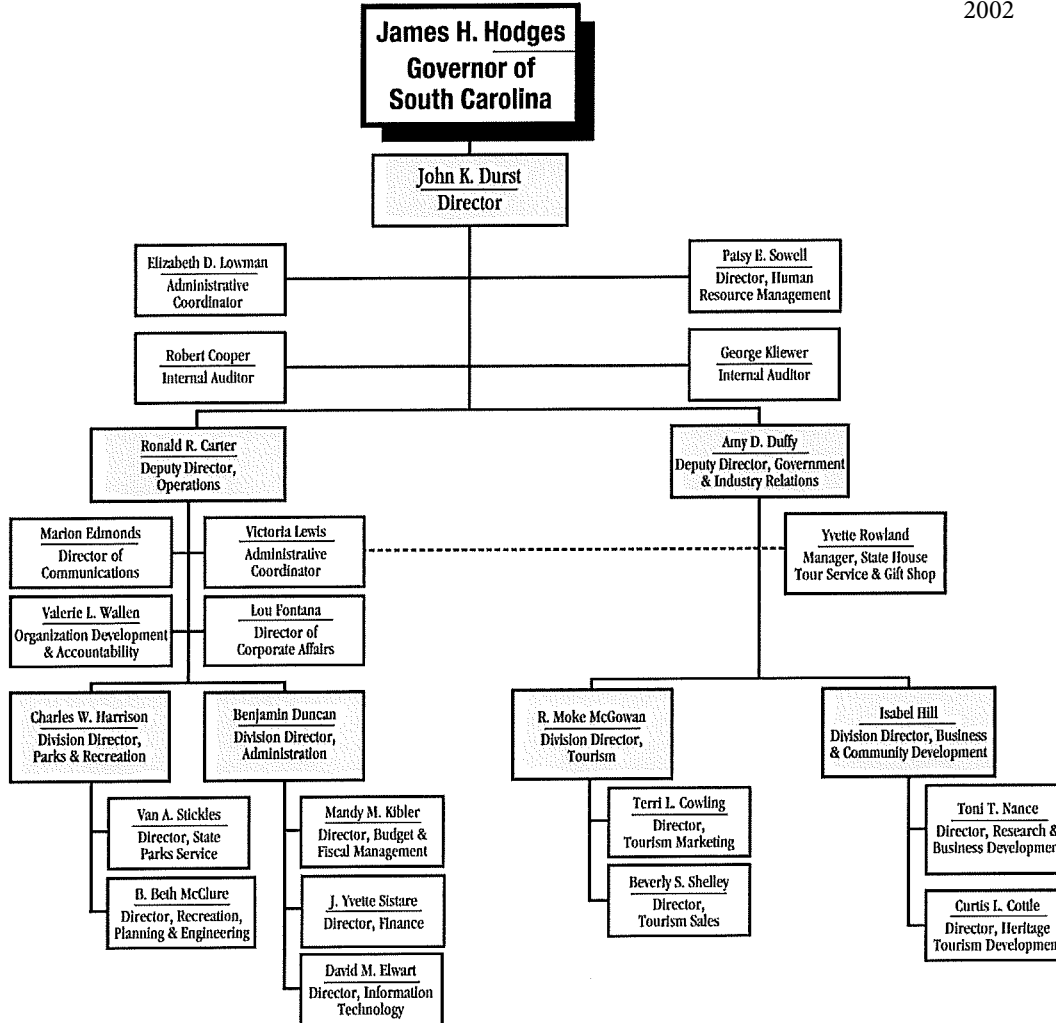 2002
James H. Hodges
Governor of
South Carolina
John K. Durst
Director
Elizabeth D. Lowman
Administrative
Coordinator
Patsy E. Sowell
Director, Human
Resource Management
Robert Cooper
Internal Auditor
George Kliewer
Internal Auditor
Ronald R. Carter
Deputy Director,
Operations
Amy D. Duffy
Deputy Director, Government
& Industry Relations
Marion Edmonds
Director of
Communications
Victoria Lewis
Administrative
Coordinator
Yvette Rowland
Manager, State House
Tour Service & Gift Shop
Valerie L. Wallen
Organization Development
& Accountability
Lou Fontana
Director of
Corporate Affairs
Charles W. Harrison
Division Director,
Parks & Recreation
Benjamin Duncan
Division Director,
Administration
R. Moke McGowan
Division Director,
Tourism
Isabel Hill
Division Director, Business
& Community Development
Van A. Stickles
Director, State
Parks Service
B. Beth McClure
Director, Recreation,
Planning & Engineering
Mandy M. Kibler
Director, Budget &
Fiscal Management
J. Yvette Sistare
Director, Finance
David M. Elwart
Director, Information
Technology
Terri L. Cowling
Director,
Tourism Marketing
Beverly S. Shelley
Director,
Tourism Sales
Toni T. Nance
Director, Research &
Business Developmen
Curtis L. Cottle
Director, Heritage
Tourism Developmen